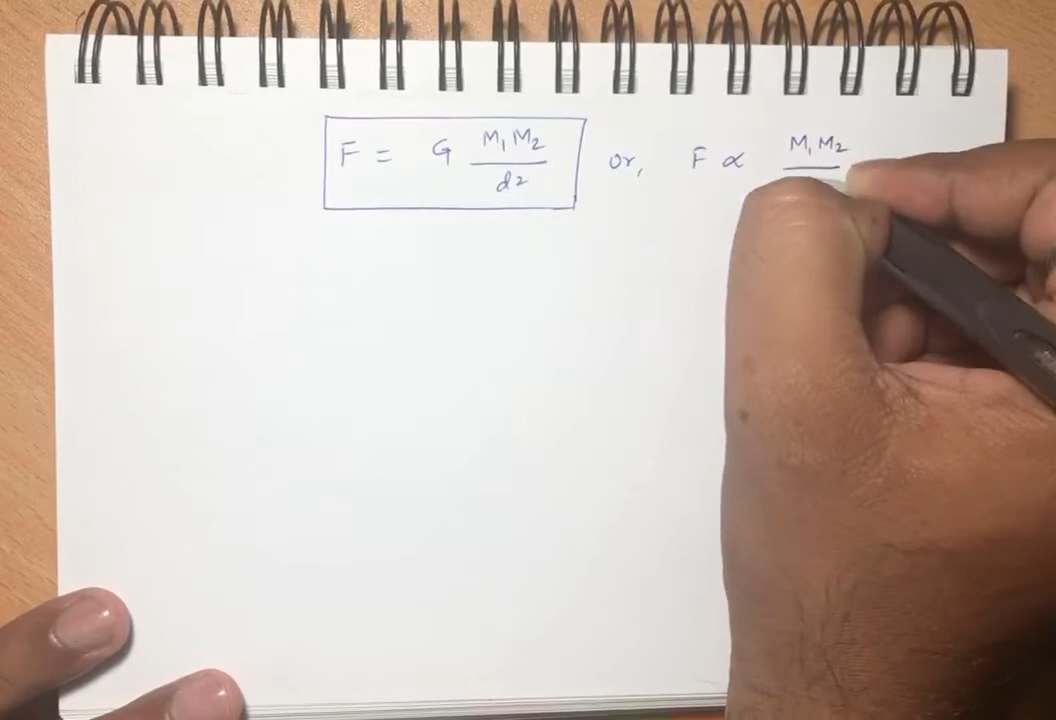 F = G M₁M₂ / d² or, F ∝ M₁M₂ /